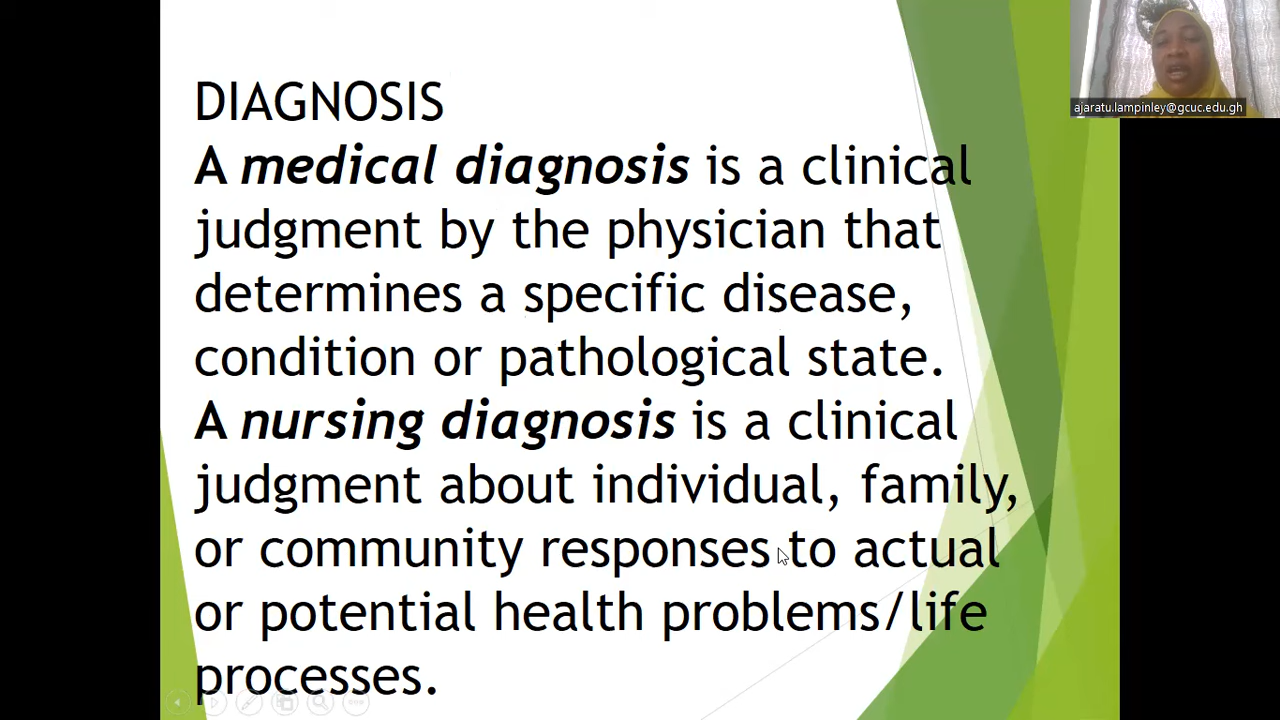 DIAGNOSIS
A medical diagnosis is a clinical
judgment by the physician that
determines a specific disease,
condition or pathological state.
A nursing diagnosis is a clinical
judgment about individual, family,
or community responses to actual
or potential health problems/life
processes.
ajaratu.lampinley@gcuc.edu.gh